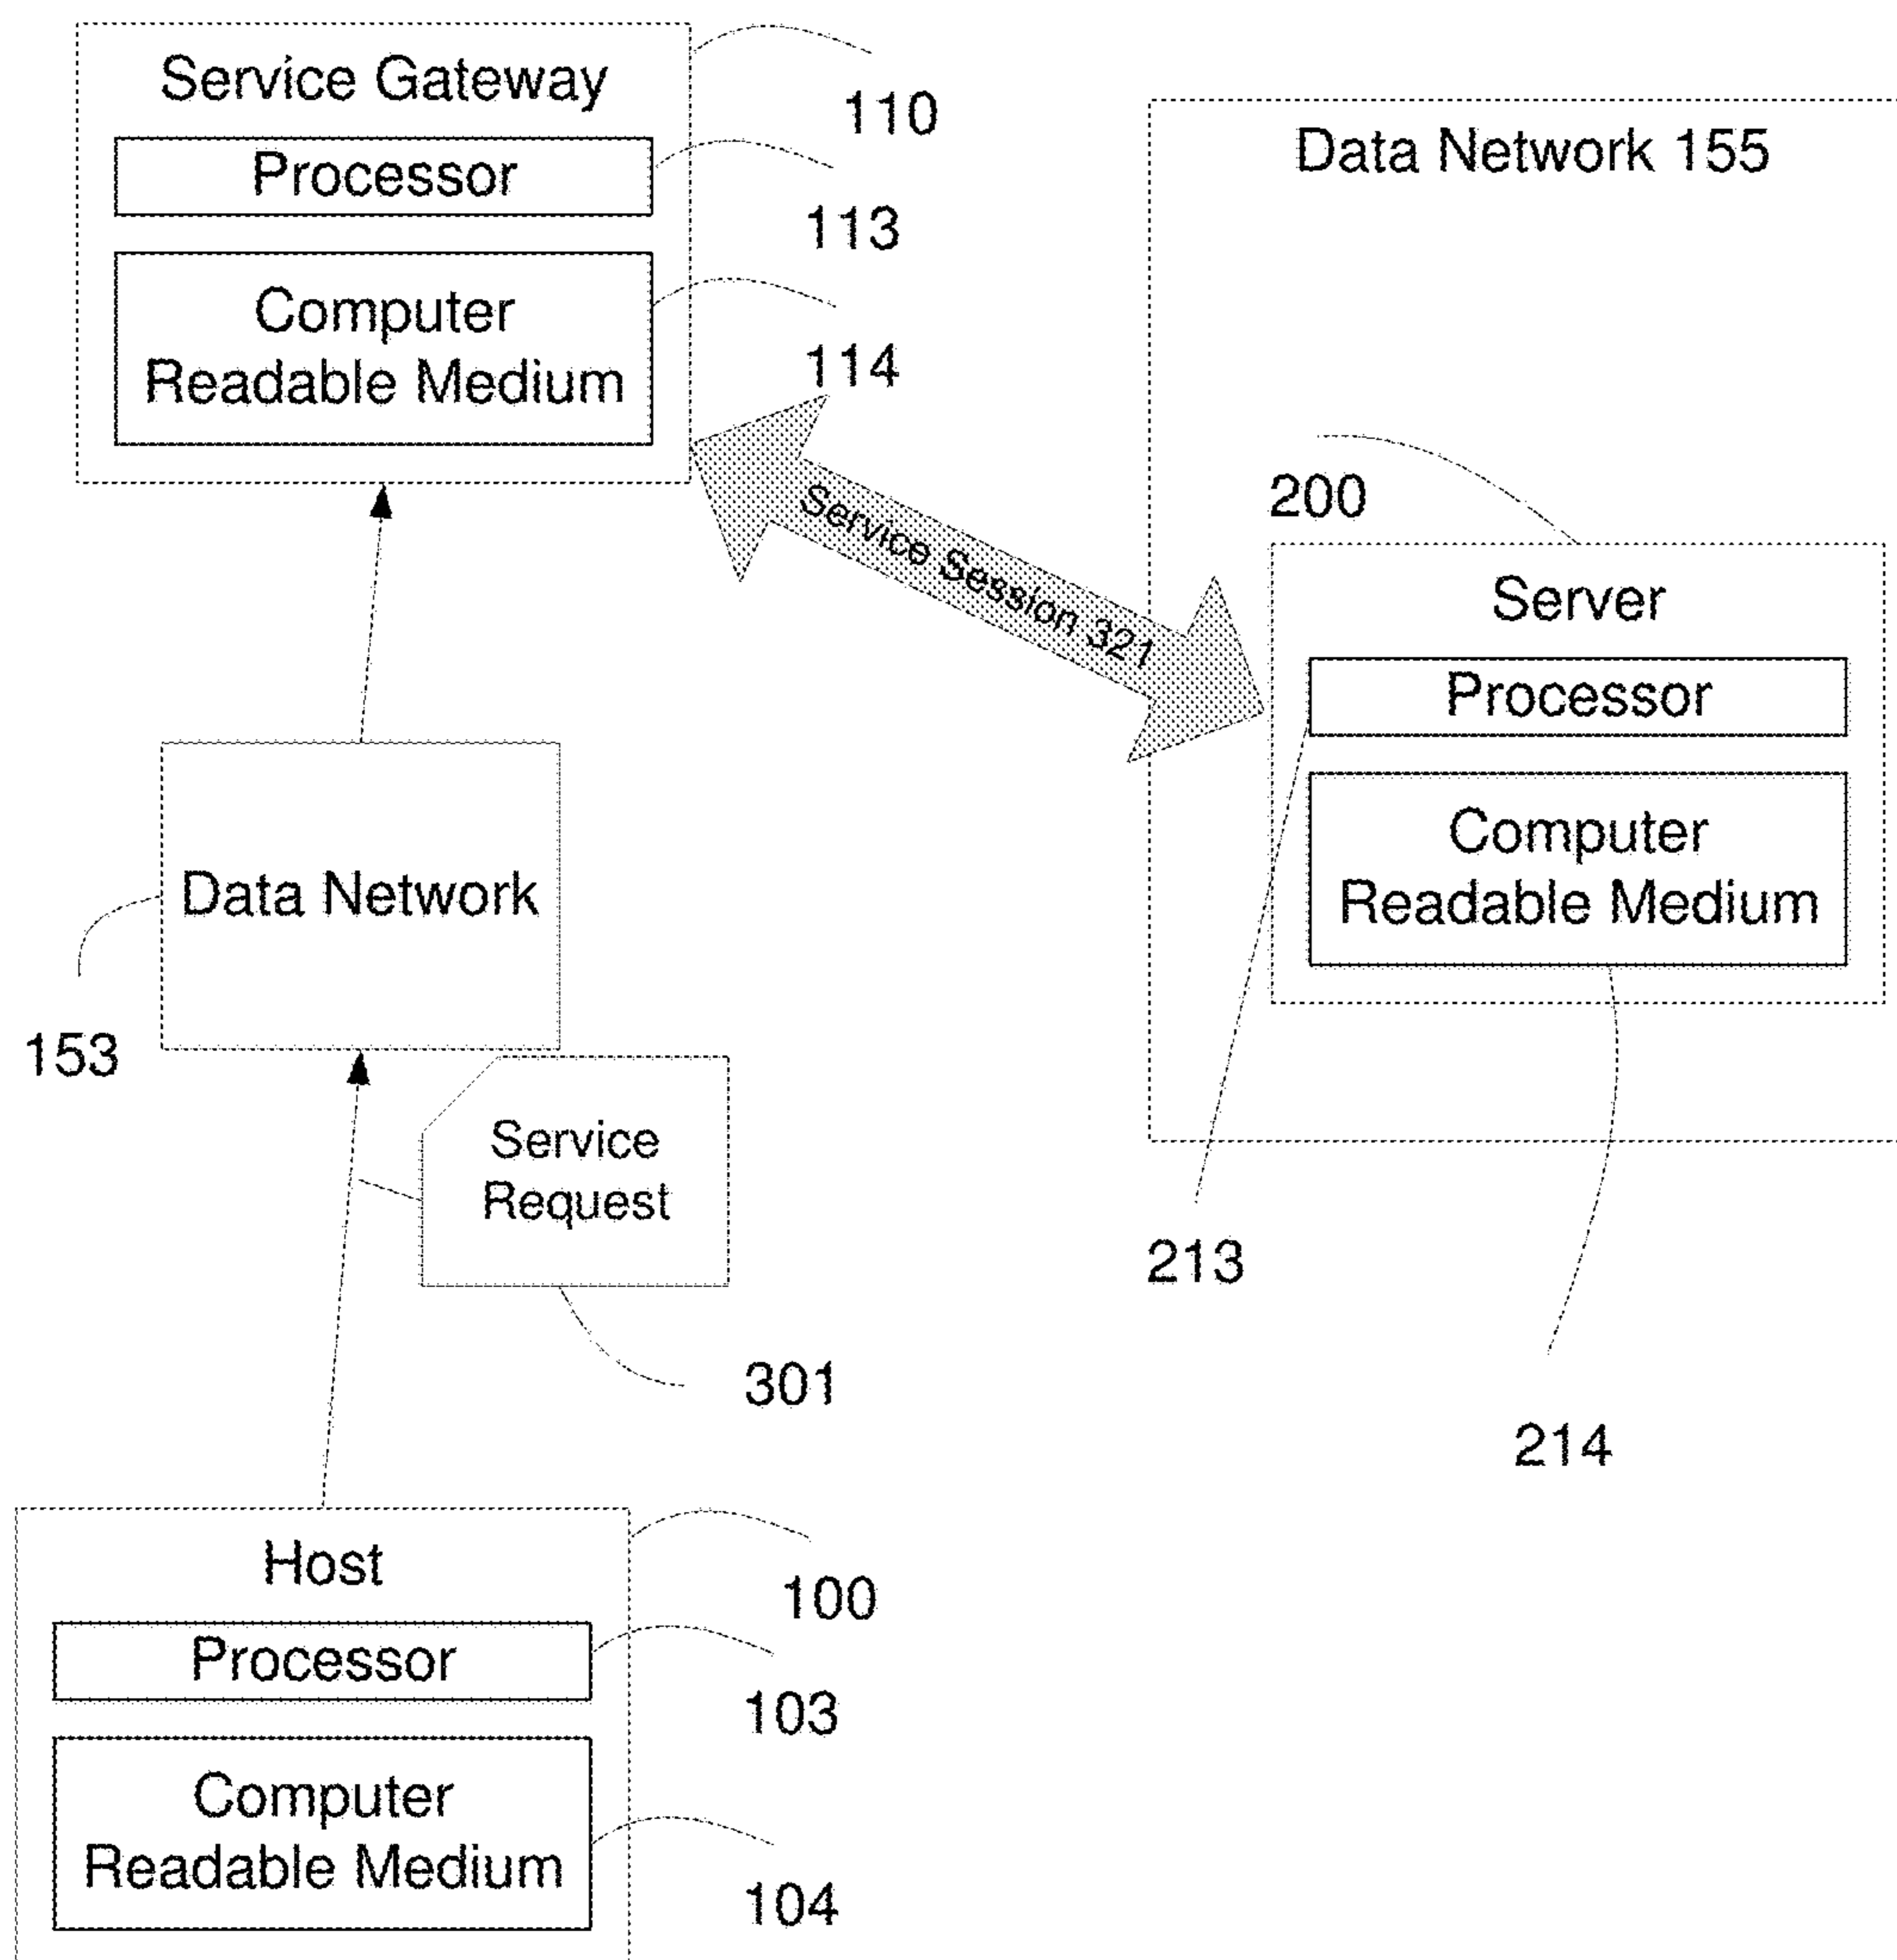 Service Gateway
110
Processor
113
Computer
Readable Medium
114
Data Network 155
200
Service Session 321
Server
Processor
Computer
Readable Medium
213
214
Data Network
153
Service
Request
301
Host
100
Processor
103
Computer
Readable Medium
104